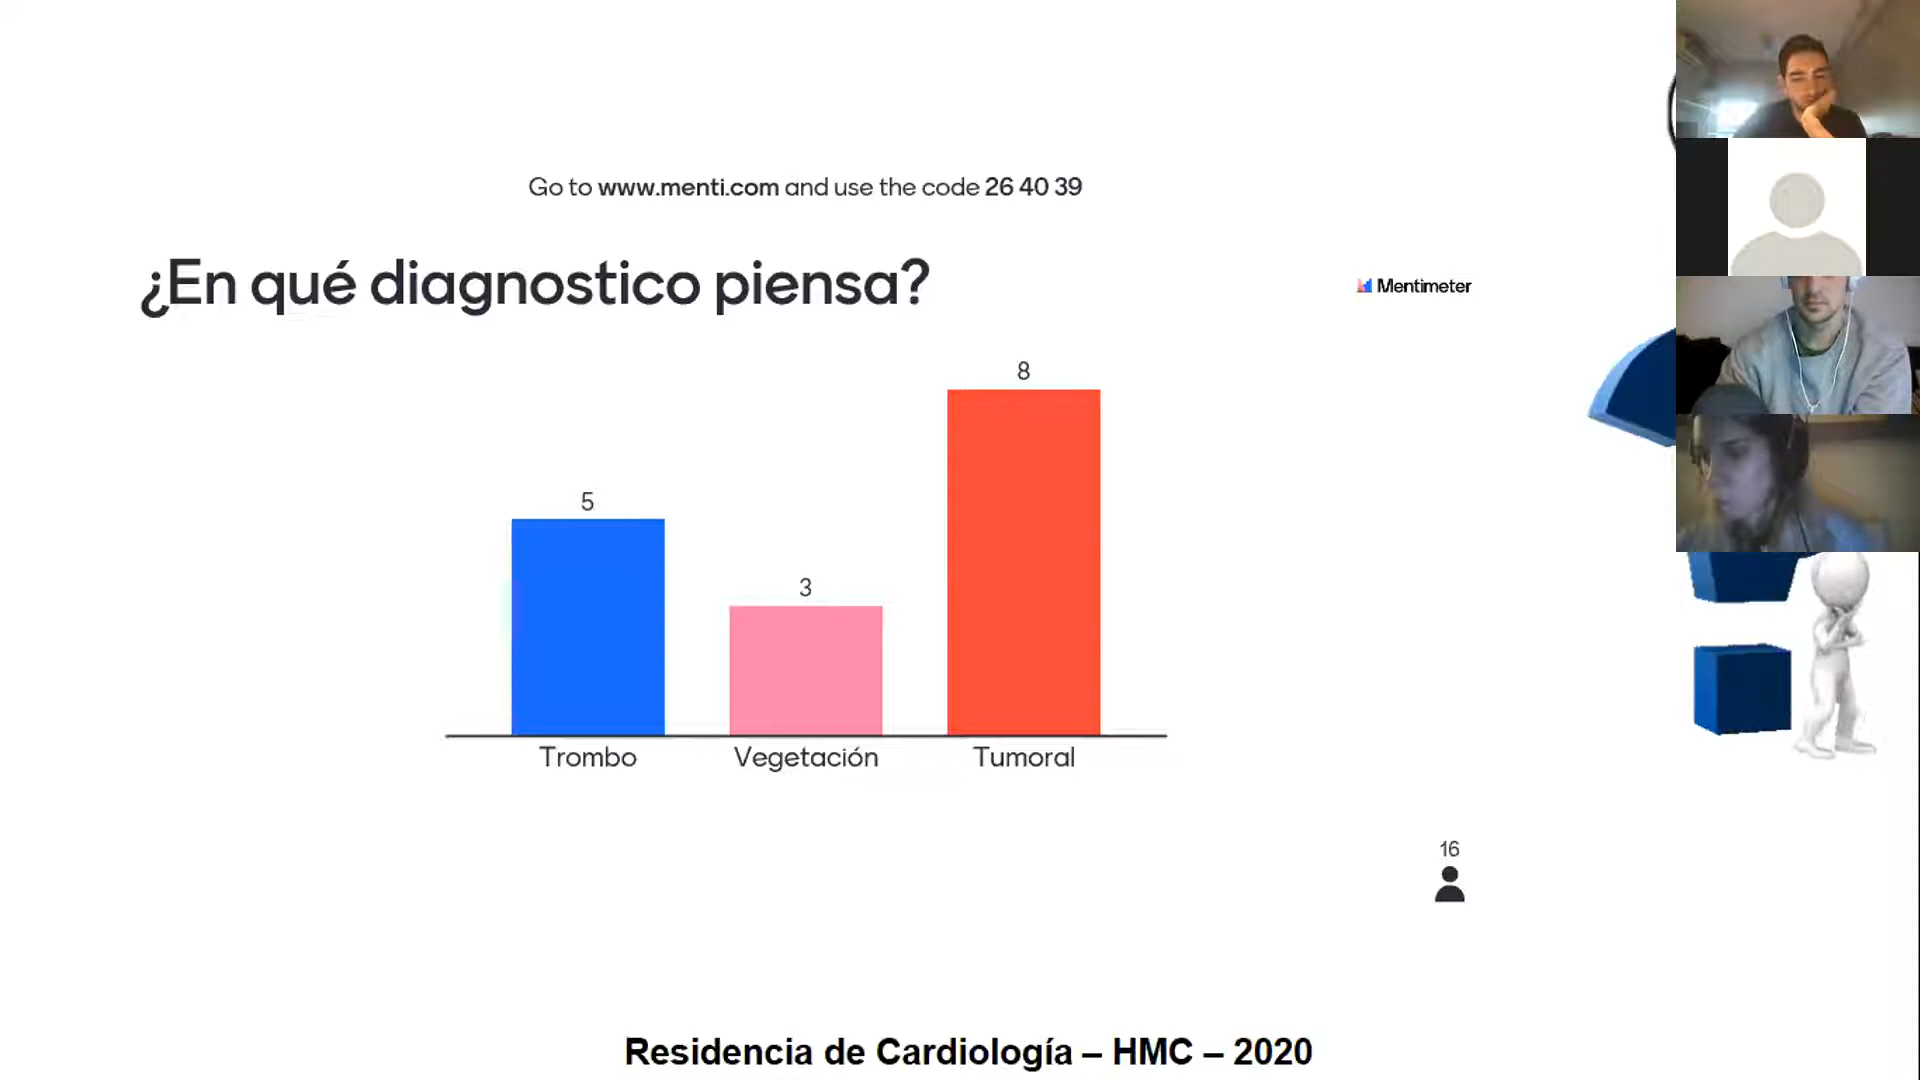 Go to www.menti.com and use the code 26 40 39
¿En qué diagnostico piensa?
Mentimeter
8
5
3
Trombo
Vegetación
Tumoral
16
Residencia de Cardiología – HMC – 2020